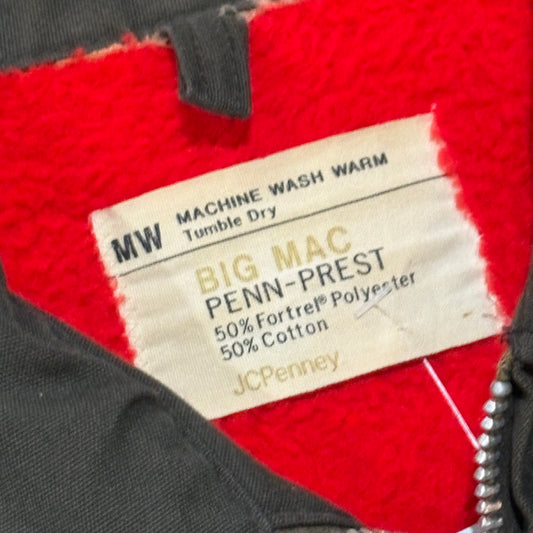 MW MACHINE WASH WARM
Tumble Dry
BIG MAC
PENN-PREST
50% Fortrel® Polyester
50% Cotton
JCPenney